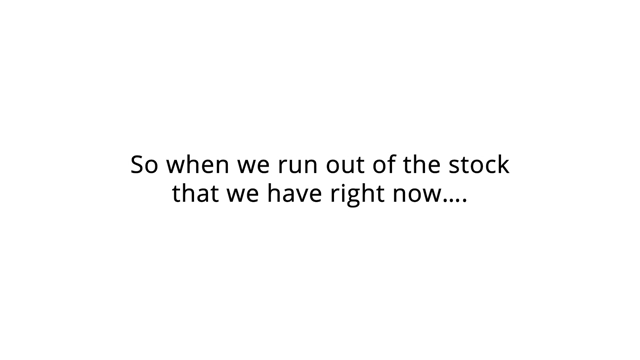 So when we run out of the stock
that we have right now....